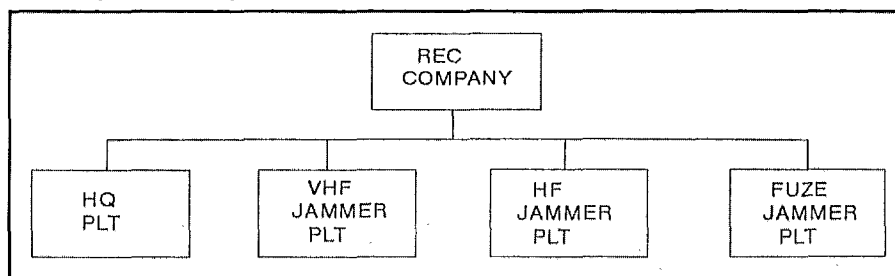 REC
COMPANY
HQ
PLT
VHF
JAMMER
PLT
HF
JAMMER
PLT
FUZE
JAMMER
PLT